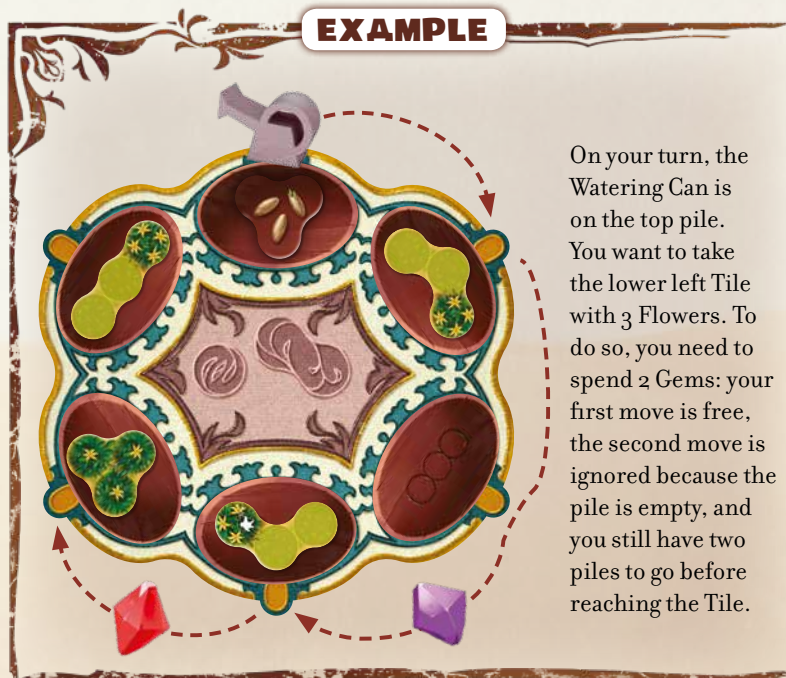 EXAMPLE
On your turn, the
Watering Can is
on the top pile.
You want to take
the lower left Tile
with 3 Flowers. To
do so, you need to
spend 2 Gems: your
first move is free,
the second move is
ignored because the
pile is empty, and
you still have two
piles to go before
reaching the Tile.